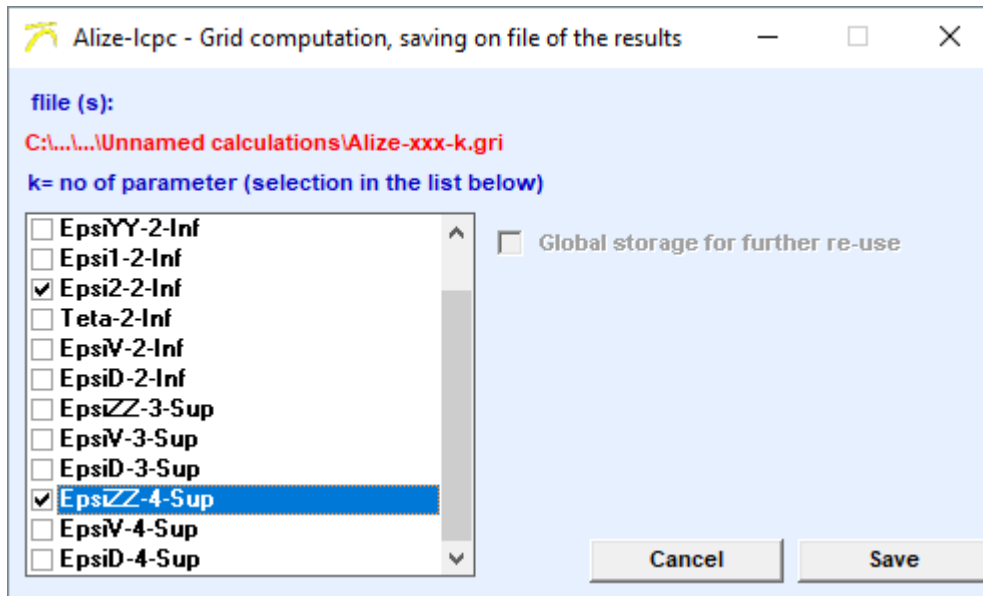 Alize-lcpc - Grid computation, saving on file of the results
flile (s):
C:\...\...\Unnamed calculations\Alize-xxx-k.gri
k= no of parameter (selection in the list below)
EpsiYY-2-Inf
Epsi1-2-Inf
Epsi2-2-Inf
Teta-2-Inf
EpsiV-2-Inf
EpsiD-2-Inf
EpsiZZ-3-Sup
EpsiV-3-Sup
EpsiD-3-Sup
EpsiZZ-4-Sup
EpsiV-4-Sup
EpsiD-4-Sup
Global storage for further re-use
Cancel
Save